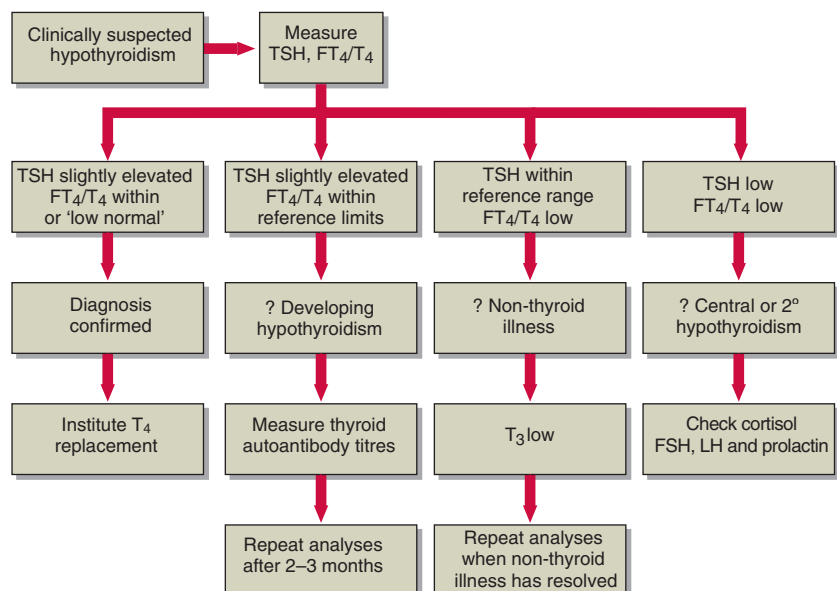 Clinically suspected
hypothyroidism
Measure
TSH, FT4/T4
TSH slightly elevated
FT4/T4 within
or ‘low normal’
TSH slightly elevated
FT4/T4 within
reference limits
TSH within
reference range
FT4/T4 low
TSH low
FT4/T4 low
Diagnosis
confirmed
? Developing
hypothyroidism
? Non-thyroid
illness
? Central or 2º
hypothyroidism
Institute T4
replacement
Measure thyroid
autoantibody titres
T3 low
Check cortisol
FSH, LH and prolactin
Repeat analyses
after 2–3 months
Repeat analyses
when non-thyroid
illness has resolved